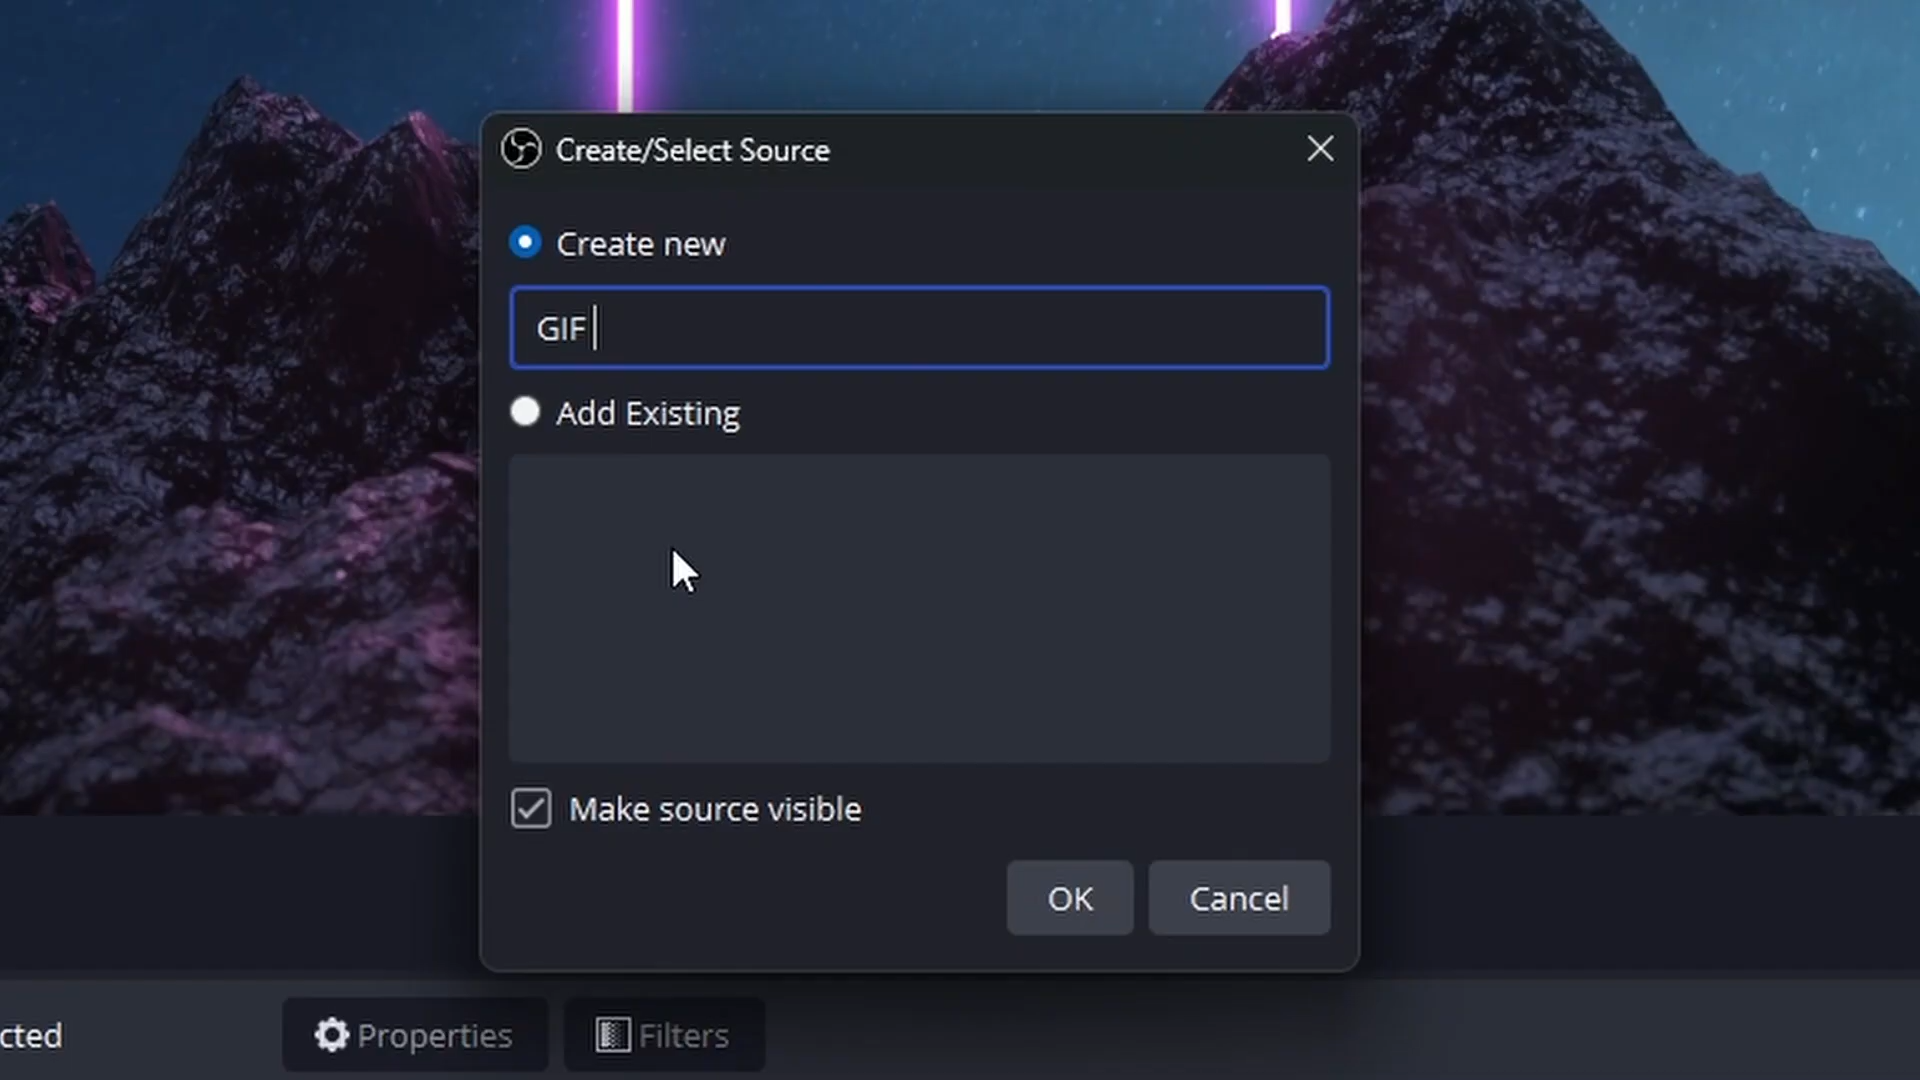 Create/Select Source
Create new
GIF
Add Existing
Make source visible
OK
Cancel
cted
Properties
Filters